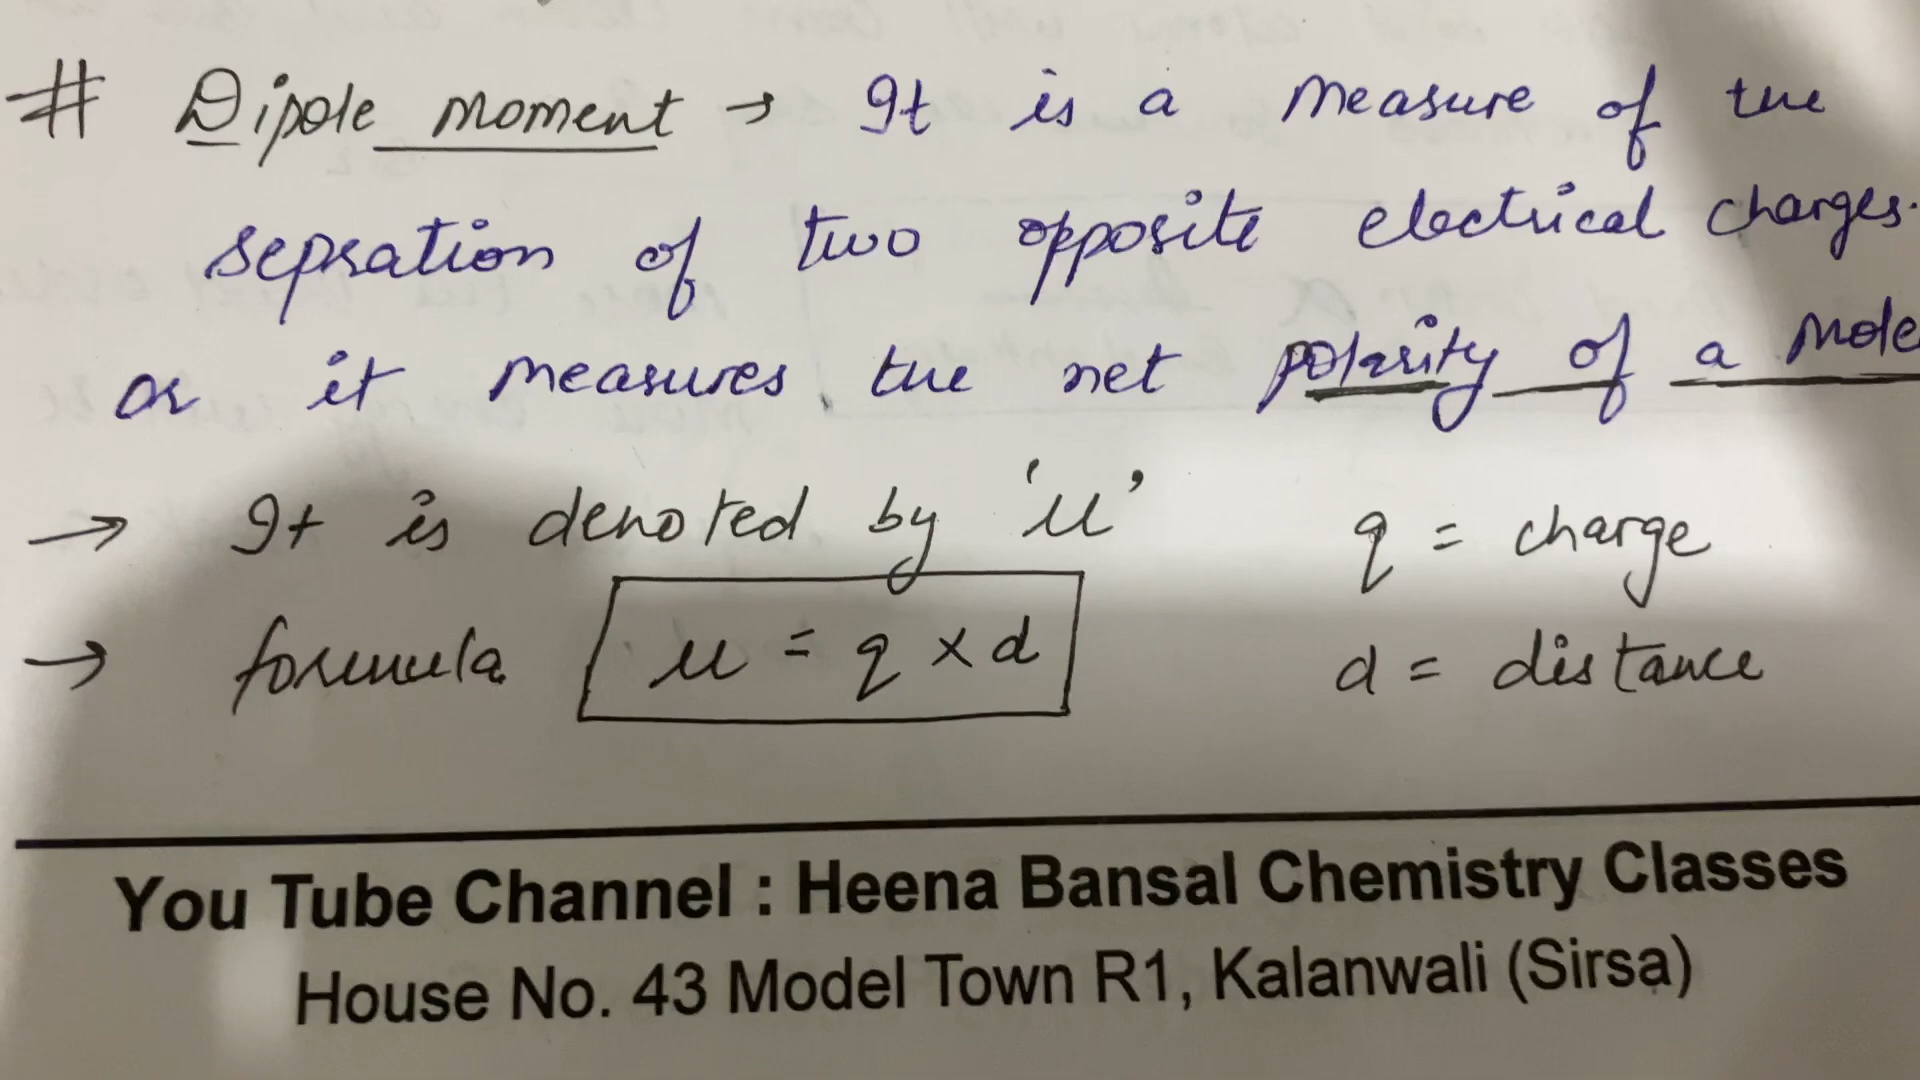 # Dipole moment → It is a measure of the
sepration of two opposite electrical charges.
or it measures the net polarity of a mole
→ It is denoted by 'μ' q = charge
→ formula μ = q × d d = distance
You Tube Channel : Heena Bansal Chemistry Classes
House No. 43 Model Town R1, Kalanwali (Sirsa)